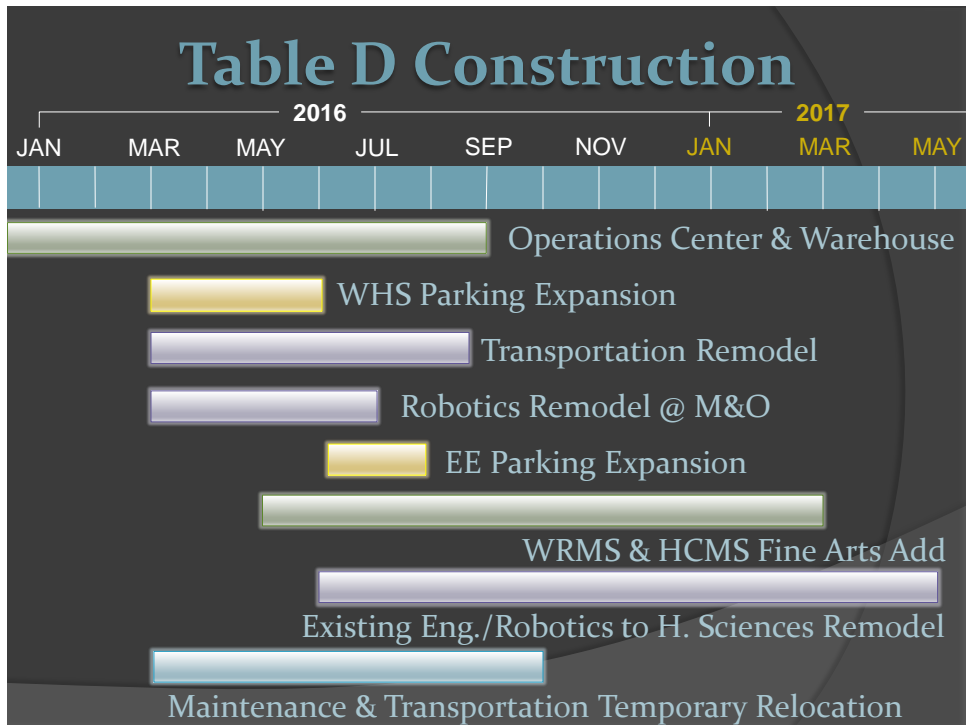 Table D Construction
2016 2017
JAN MAR MAY JUL SEP NOV JAN MAR MAY
Operations Center & Warehouse
WHS Parking Expansion
Transportation Remodel
Robotics Remodel @ M&O
EE Parking Expansion
WRMS & HCMS Fine Arts Add
Existing Eng./Robotics to H. Sciences Remodel
Maintenance & Transportation Temporary Relocation